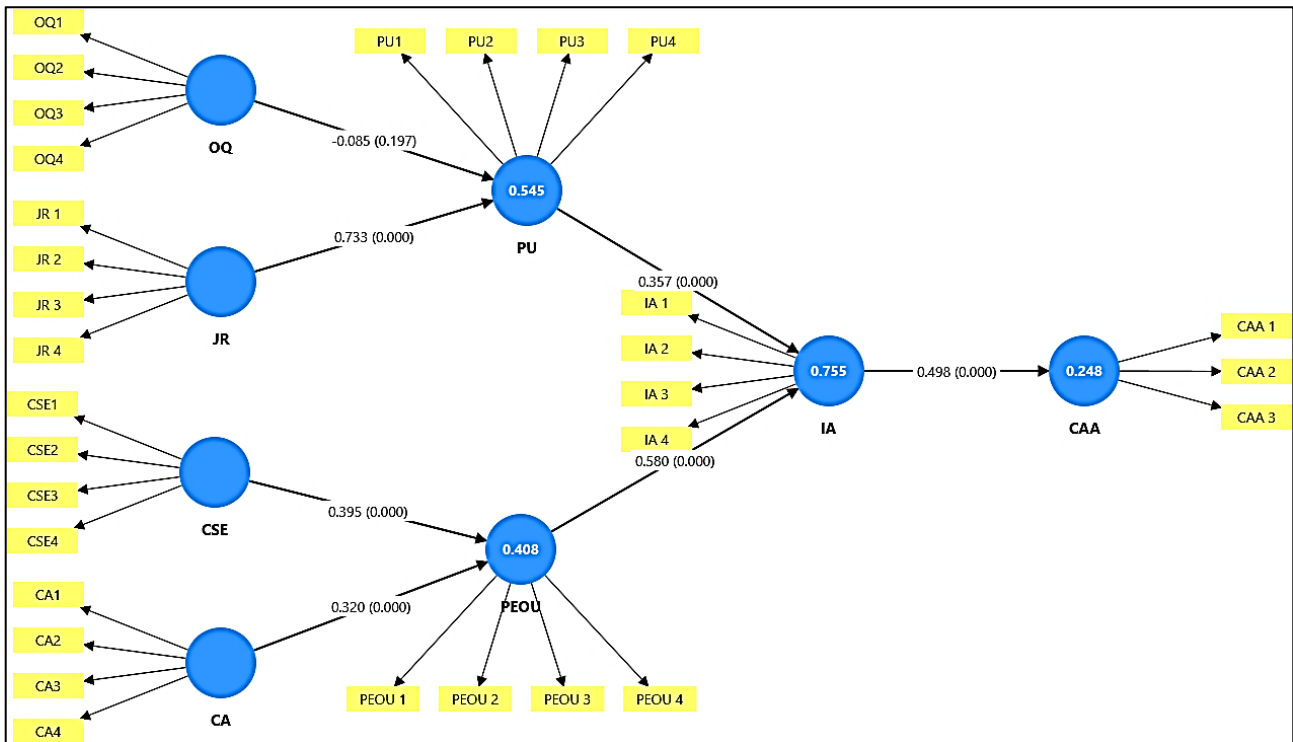 OQ1
OQ2
OQ3
OQ4
OQ
PU1
PU2
PU3
PU4
-0.085 (0.197)
0.545
PU
JR 1
JR 2
JR 3
JR 4
JR
0.733 (0.000)
0.357 (0.000)
IA 1
IA 2
IA 3
IA 4
0.755
IA
0.498 (0.000)
0.248
CAA
CAA 1
CAA 2
CAA 3
0.580 (0.000)
CSE1
CSE2
CSE3
CSE4
CSE
0.395 (0.000)
0.408
PEOU
0.320 (0.000)
CA1
CA2
CA3
CA4
CA
PEOU 1
PEOU 2
PEOU 3
PEOU 4